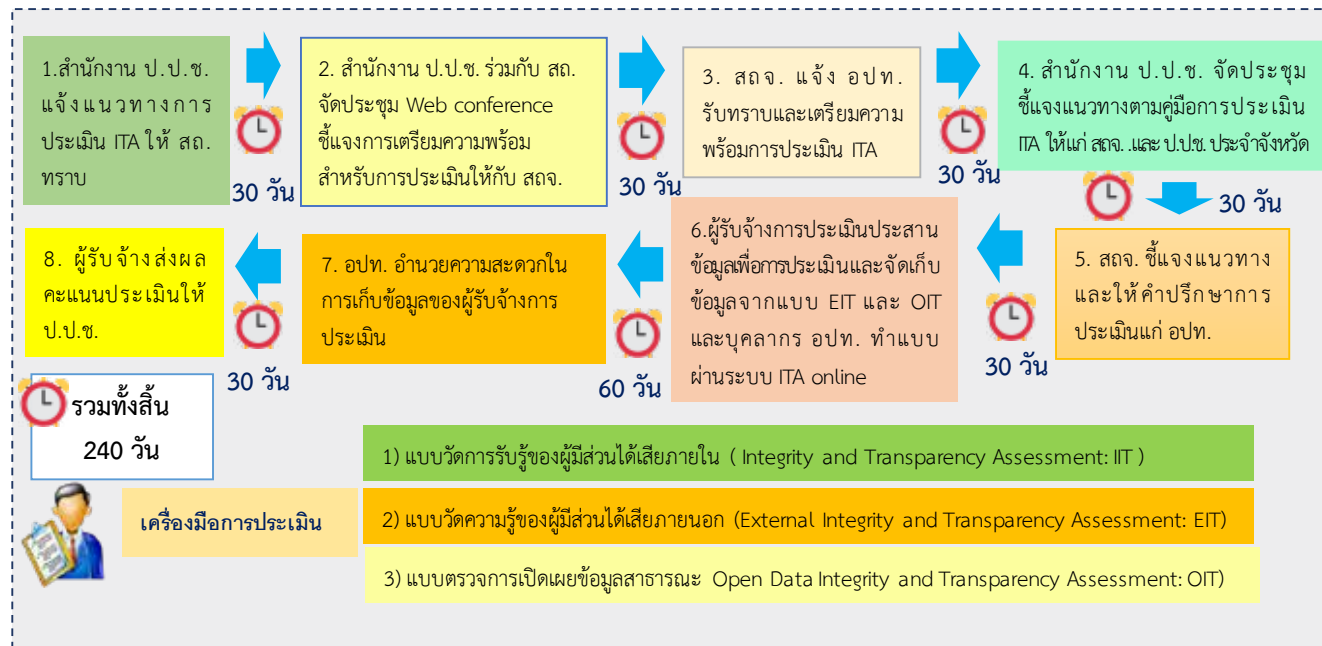 1.สำนักงาน ป.ป.ช.
แจ้งแนวทางการ
ประเมิน ITA ให้ สถ.
ทราบ
30 วัน
2. สำนักงาน ป.ป.ช. ร่วมกับ สถ.
จัดประชุม Web conference
ชี้แจงการเตรียมความพร้อม
สำหรับการประเมินให้กับ สถจ.
30 วัน
3. สถจ. แจ้ง อปท.
รับทราบและเตรียมความ
พร้อมการประเมิน ITA
30 วัน
4. สำนักงาน ป.ป.ช. จัดประชุม
ชี้แจงแนวทางตามคู่มือการประเมิน
ITA ให้แก่ สถจ. .และ ป.ป.ช. ประจำจังหวัด
30 วัน
5. สถจ. ชี้แจงแนวทาง
และให้คำปรึกษาการ
ประเมินแก่ อปท.
30 วัน
6.ผู้รับจ้างการประเมินประสาน
ข้อมูลเพื่อการประเมินและจัดเก็บ
ข้อมูลจากแบบ EIT และ OIT
และบุคลากร อปท. ทำแบบ
ผ่านระบบ ITA online
60 วัน
7. อปท. อำนวยความสะดวกใน
การเก็บข้อมูลของผู้รับจ้างการ
ประเมิน
30 วัน
8. ผู้รับจ้างส่งผล
คะแนนประเมินให้
ป.ป.ช.
รวมทั้งสิ้น
240 วัน
เครื่องมือการประเมิน
1) แบบวัดการรับรู้ของผู้มีส่วนได้เสียภายใน ( Integrity and Transparency Assessment: IIT )
2) แบบวัดความรู้ของผู้มีส่วนได้เสียภายนอก (External Integrity and Transparency Assessment: EIT)
3) แบบตรวจการเปิดเผยข้อมูลสาธารณะ Open Data Integrity and Transparency Assessment: OIT)